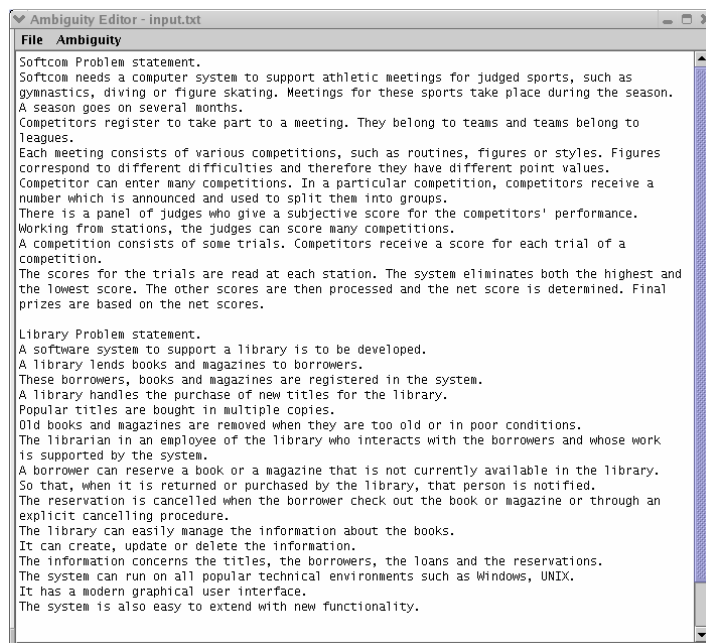 Ambiguity Editor - input.txt
File Ambiguity
Softcom Problem statement.
Softcom needs a computer system to support athletic meetings for judged sports, such as
gymnastics, diving or figure skating. Meetings for these sports take place during the season.
A season goes on several months.
Competitors register to take part to a meeting. They belong to teams and teams belong to
leagues.
Each meeting consists of various competitions, such as routines, figures or styles. Figures
correspond to different difficulties and therefore they have different point values.
Competitor can enter many competitions. In a particular competition, competitors receive a
number which is announced and used to split them into groups.
There is a panel of judges who give a subjective score for the competitors' performance.
Working from stations, the judges can score many competitions.
A competition consists of some trials. Competitors receive a score for each trial of a
competition.
The scores for the trials are read at each station. The system eliminates both the highest and
the lowest score. The other scores are then processed and the net score is determined. Final
prizes are based on the net scores.
Library Problem statement.
A software system to support a library is to be developed.
A library lends books and magazines to borrowers.
These borrowers, books and magazines are registered in the system.
A library handles the purchase of new titles for the library.
Popular titles are bought in multiple copies.
Old books and magazines are removed when they are too old or in poor conditions.
The librarian in an employee of the library who interacts with the borrowers and whose work
is supported by the system.
A borrower can reserve a book or a magazine that is not currently available in the library.
So that, when it is returned or purchased by the library, that person is notified.
The reservation is cancelled when the borrower check out the book or magazine or through an
explicit cancelling procedure.
The library can easily manage the information about the books.
It can create, update or delete the information.
The information concerns the titles, the borrowers, the loans and the reservations.
The system can run on all popular technical environments such as Windows, UNIX.
It has a modern graphical user interface.
The system is also easy to extend with new functionality.